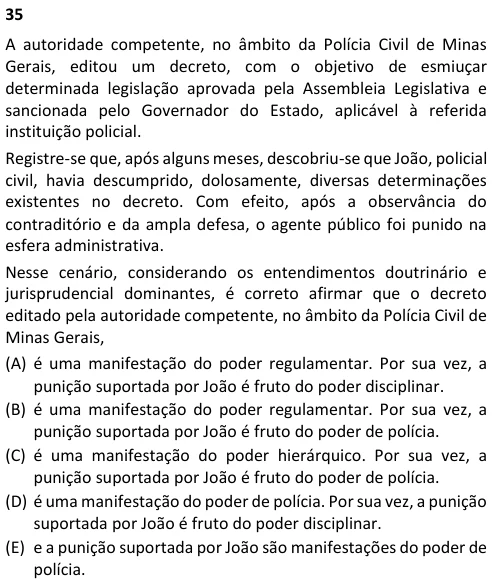 35
A autoridade competente, no âmbito da Polícia Civil de Minas
Gerais, editou um decreto, com o objetivo de esmiuçar
determinada legislação aprovada pela Assembleia Legislativa e
sancionada pelo Governador do Estado, aplicável à referida
instituição policial.
Registre-se que, após alguns meses, descobriu-se que João, policial
civil, havia descumprido, dolosamente, diversas determinações
existentes no decreto. Com efeito, após a observância do
contraditório e da ampla defesa, o agente público foi punido na
esfera administrativa.
Nesse cenário, considerando os entendimentos doutrinário e
jurisprudencial dominantes, é correto afirmar que o decreto
editado pela autoridade competente, no âmbito da Polícia Civil de
Minas Gerais,
(A) é uma manifestação do poder regulamentar. Por sua vez, a
punição suportada por João é fruto do poder disciplinar.
(B) é uma manifestação do poder regulamentar. Por sua vez, a
punição suportada por João é fruto do poder de polícia.
(C) é uma manifestação do poder hierárquico. Por sua vez, a
punição suportada por João é fruto do poder de polícia.
(D) é uma manifestação do poder de polícia. Por sua vez, a punição
suportada por João é fruto do poder disciplinar.
(E) e a punição suportada por João são manifestações do poder de
polícia.